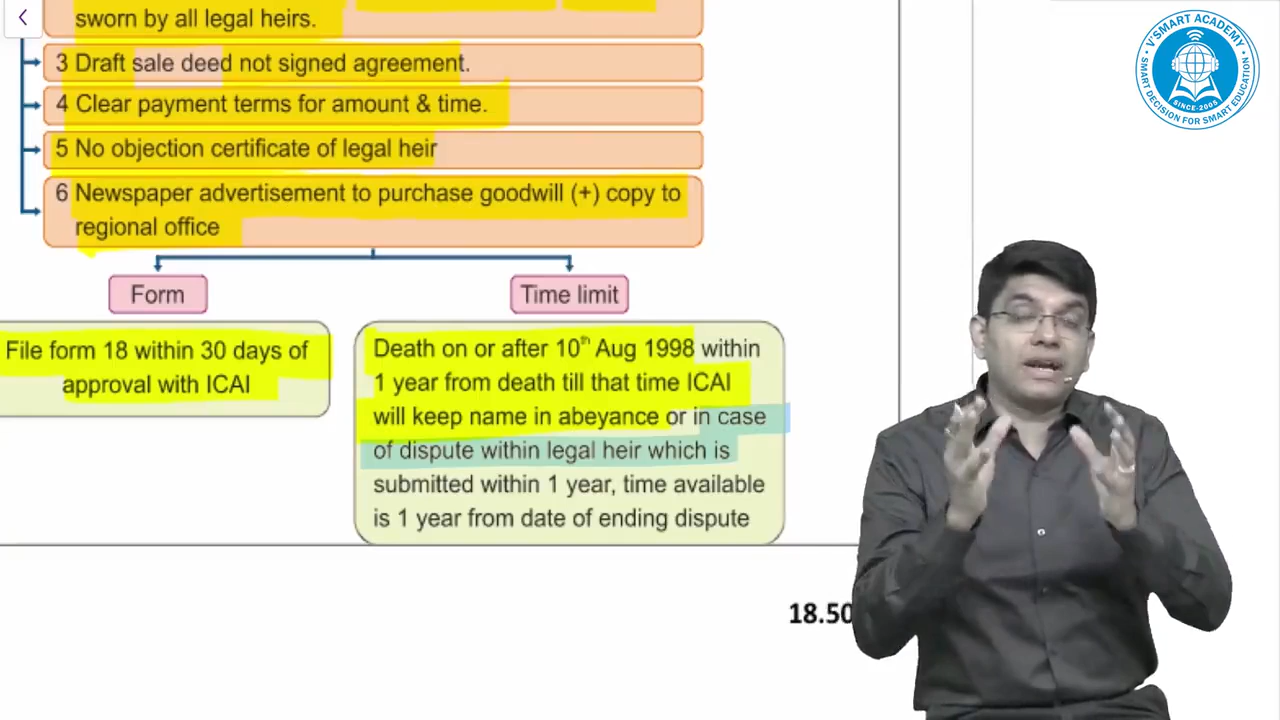 sworn by all legal heirs.
3 Draft sale deed not signed agreement.
4 Clear payment terms for amount & time.
5 No objection certificate of legal heir
6 Newspaper advertisement to purchase goodwill (+) copy to
regional office
Form
Time limit
File form 18 within 30 days of
approval with ICAI
Death on or after 10th Aug 1998 within
1 year from death till that time ICAI
will keep name in abeyance or in case
of dispute within legal heir which is
submitted within 1 year, time available
is 1 year from date of ending dispute
18.50
V'SMART ACADEMY
SINCE-2005
SMART DECISION FOR SMART EDUCATION